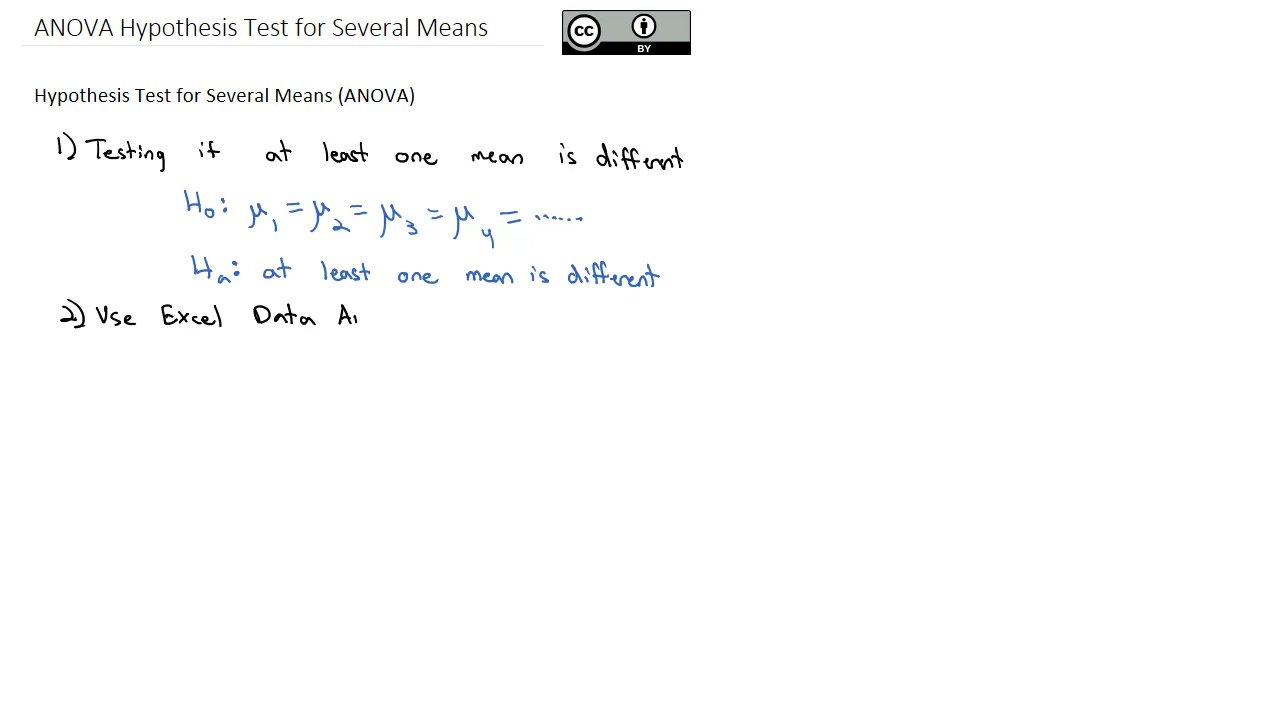 ANOVA Hypothesis Test for Several Means
cc BY
Hypothesis Test for Several Means (ANOVA)
1) Testing if at least one mean is different
H₀: μ₁ = μ₂ = μ₃ = μ₄ = ......
Hₐ: at least one mean is different
2) Use Excel Data